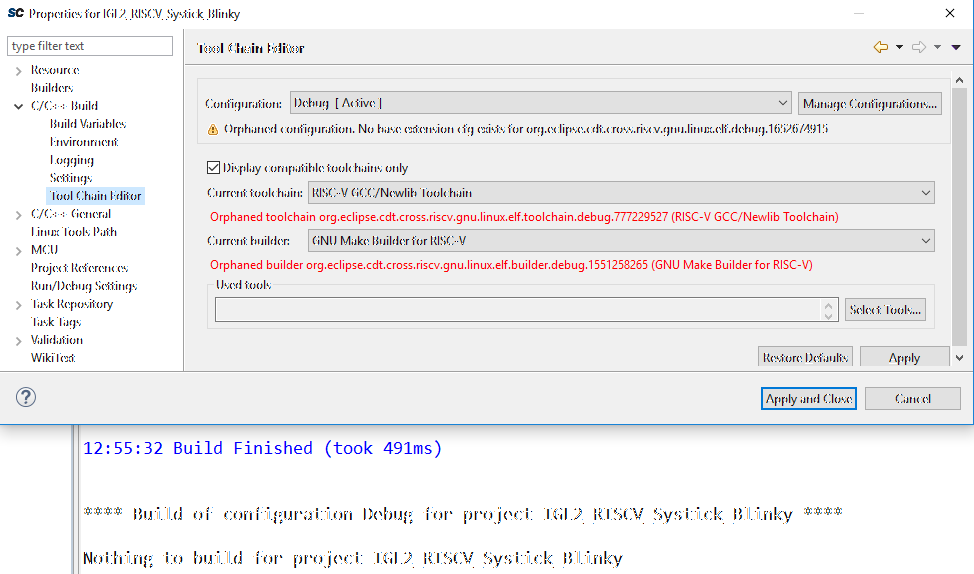 SC Properties for IGL2_RISCV_Systick_Blinky
type filter text
Resource
Builders
C/C++ Build
Build Variables
Environment
Logging
Settings
Tool Chain Editor
C/C++ General
Linux Tools Path
MCU
Project References
Run/Debug Settings
Task Repository
Task Tags
Validation
WikiText
Tool Chain Editor
Configuration: Debug [ Active ] Manage Configurations...
Orphaned configuration. No base extension cfg exists for org.eclipse.cdt.cross.riscv.gnu.linux.elf.debug.1652674915
Display compatible toolchains only
Current toolchain: RISC-V GCC/Newlib Toolchain
Orphaned toolchain org.eclipse.cdt.cross.riscv.gnu.linux.elf.toolchain.debug.777229527 (RISC-V GCC/Newlib Toolchain)
Current builder: GNU Make Builder for RISC-V
Orphaned builder org.eclipse.cdt.cross.riscv.gnu.linux.elf.builder.debug.1551258265 (GNU Make Builder for RISC-V)
Used tools
Select Tools...
Restore Defaults Apply
? Apply and Close Cancel
12:55:32 Build Finished (took 491ms)
**** Build of configuration Debug for project IGL2_RISCV_Systick_Blinky ****
Nothing to build for project IGL2_RISCV_Systick_Blinky